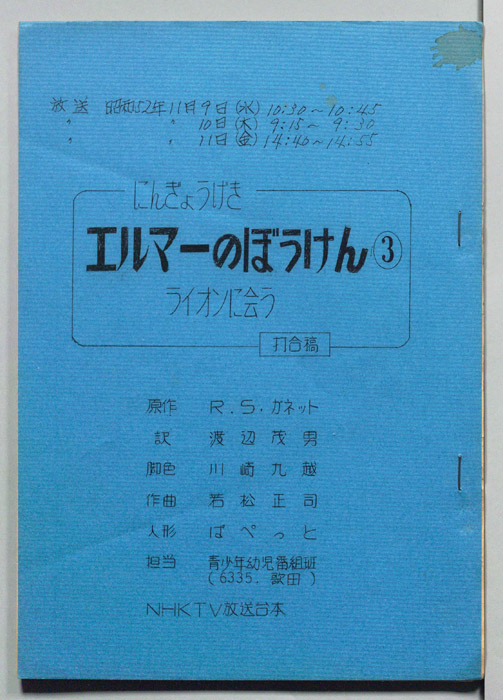 放送 昭和52年11月9日(水) 10:30～10:45
〃 〃 10日(木) 9:15～9:30
〃 〃 11日(金) 14:40～14:55
にんぎょうげき
エルマーのぼうけん③
ライオンに会う
打合稿
原作 R.S.ガネット
訳 渡辺茂男
脚色 川崎九越
作曲 若松正司
人形 ぱぺっと
担当 青少年幼児番組班
(6335. 歌田)
NHKTV放送台本